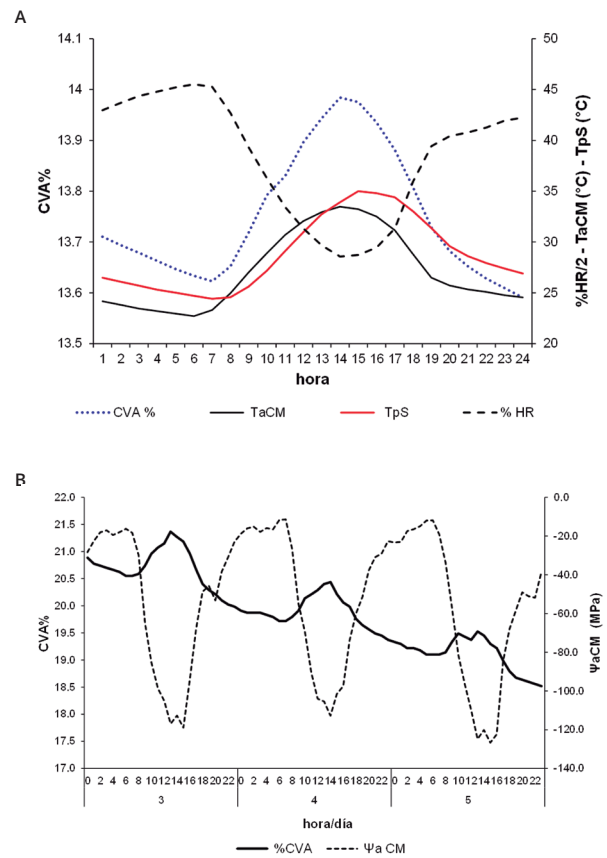 A
14.1
14
13.9
13.8
13.7
13.6
13.5
CVA%
50
45
40
35
30
25
20
%HR/2 - TaCM (°C) - TpS (°C)
1 2 3 4 5 6 7 8 9 10 11 12 13 14 15 16 17 18 19 20 21 22 23 24
hora
CVA % TaCM TpS % HR
B
22.0
21.5
21.0
20.5
20.0
19.5
19.0
18.5
18.0
17.5
17.0
CVA%
0.0
-20.0
-40.0
-60.0
-80.0
-100.0
-120.0
-140.0
ΨaCM (MPa)
0 2 4 6 8 10 12 14 16 18 20 22 0 2 4 6 8 10 12 14 16 18 20 22 0 2 4 6 8 10 12 14 16 18 20 22
3 4 5
hora/día
%CVA Ψa CM